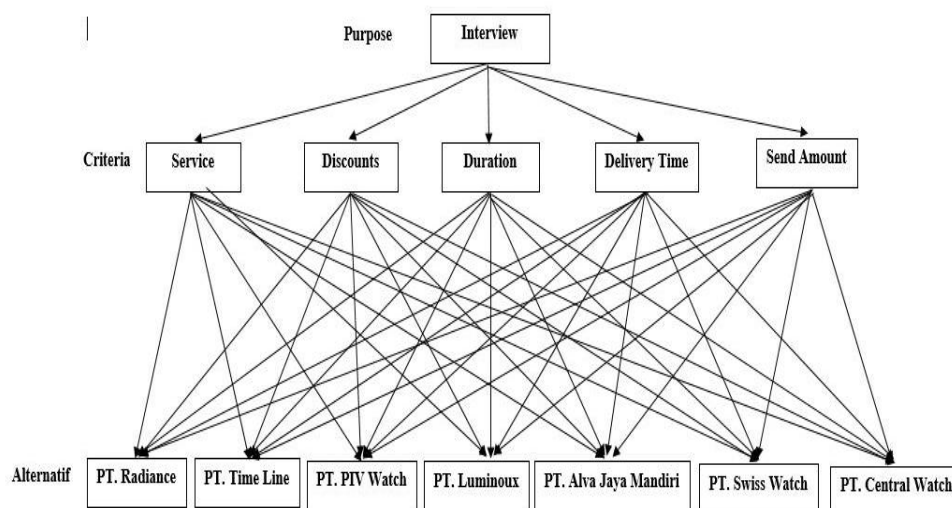 Purpose
Interview
Criteria
Service
Discounts
Duration
Delivery Time
Send Amount
Alternatif
PT. Radiance
PT. Time Line
PT. PIV Watch
PT. Luminoux
PT. Alva Jaya Mandiri
PT. Swiss Watch
PT. Central Watch